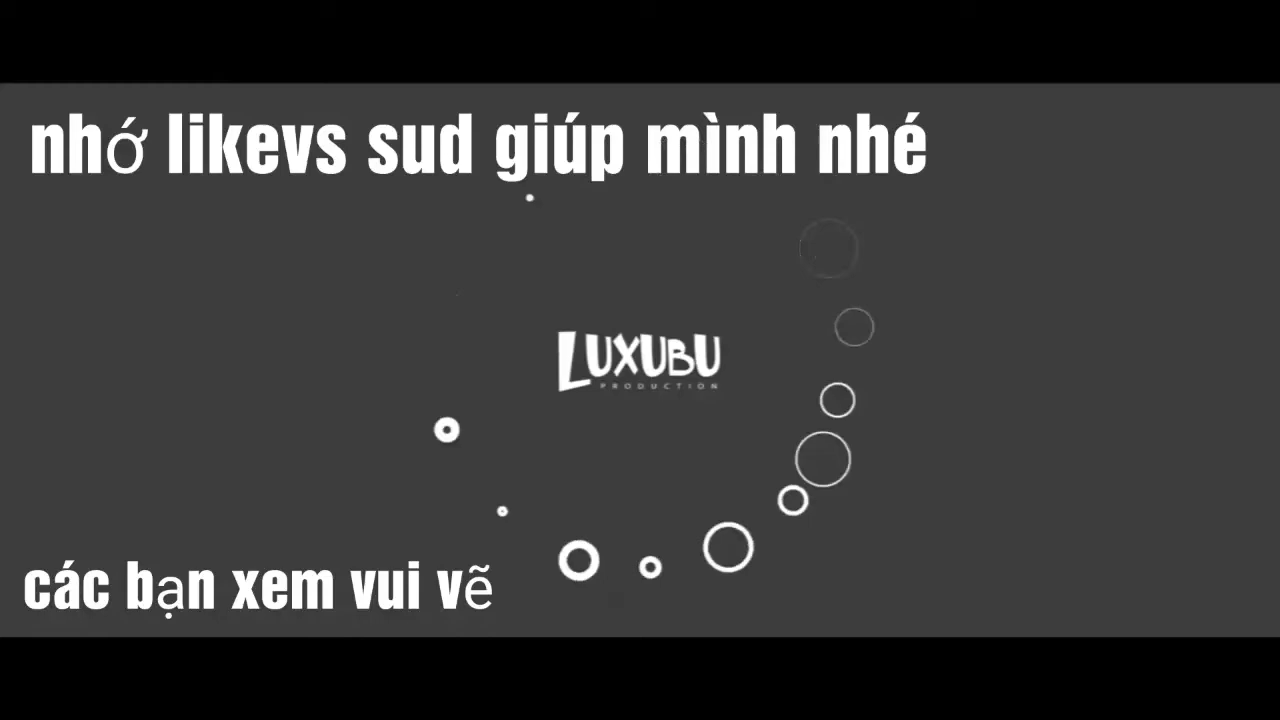 nhớ likevs sud giúp mình nhé
LUXUBU
PRODUCTION
các bạn xem vui vẽ